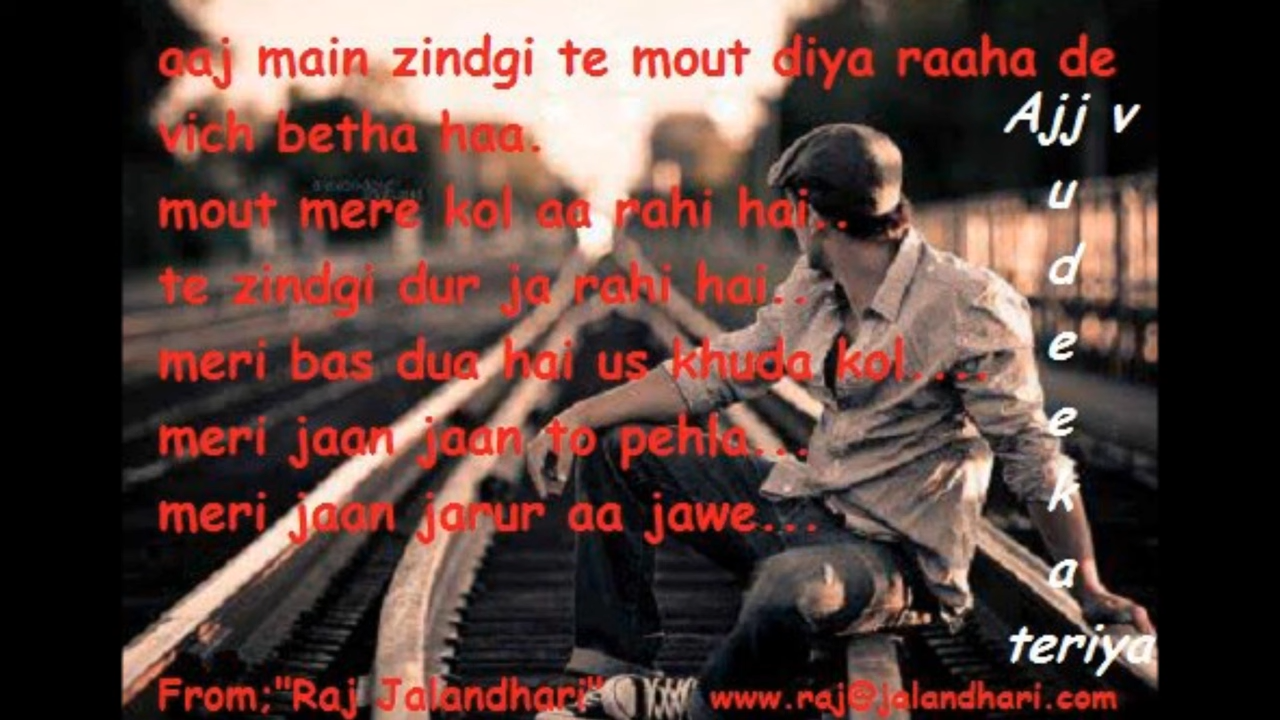 aaj main zindgi te mout diya raaha de
vich betha haa.
mout mere kol aa rahi hai..
te zindgi dur ja rahi hai..
meri bas dua hai us khuda kol....
meri jaan jaan to pehla...
meri jaan jarur aa jawe...
Ajj v
u
d
e
e
k
a
teriya
From;"Raj Jalandhari"
www.raj@jalandhari.com